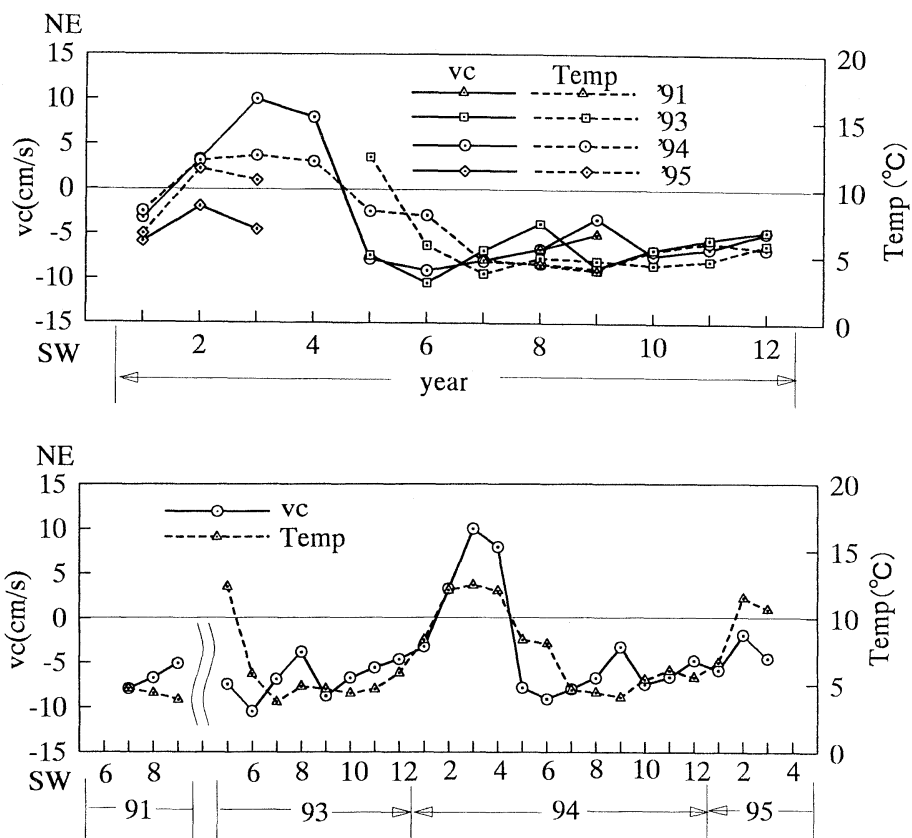 NE
15 10 5 0 -5 -10 -15
vc(cm/s)
SW
vc Temp
'91
'93
'94
'95
20 15 10 5 0
Temp (°C)
2 4 6 8 10 12
year
NE
15 10 5 0 -5 -10 -15
vc(cm/s)
SW
vc
Temp
20 15 10 5 0
Temp (°C)
6 8 6 8 10 12 2 4 6 8 10 12 2 4
91 93 94 95